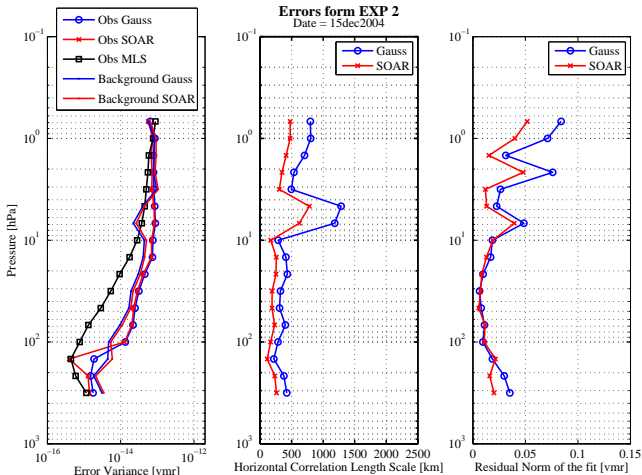 Errors form EXP 2
Date = 15dec2004
Obs Gauss
Obs SOAR
Obs MLS
Background Gauss
Background SOAR
Gauss
SOAR
Gauss
SOAR
Pressure [hPa]
10^-1
10^0
10^1
10^2
10^3
10^-16
10^-14
10^-12
Error Variance [vmr]
10^-1
10^0
10^1
10^2
10^3
0 500 1000 1500 2000 2500
Horizontal Correlation Length Scale [km]
10^-1
10^0
10^1
10^2
10^3
0 0.05 0.1 0.15
Residual Norm of the fit [vmr]